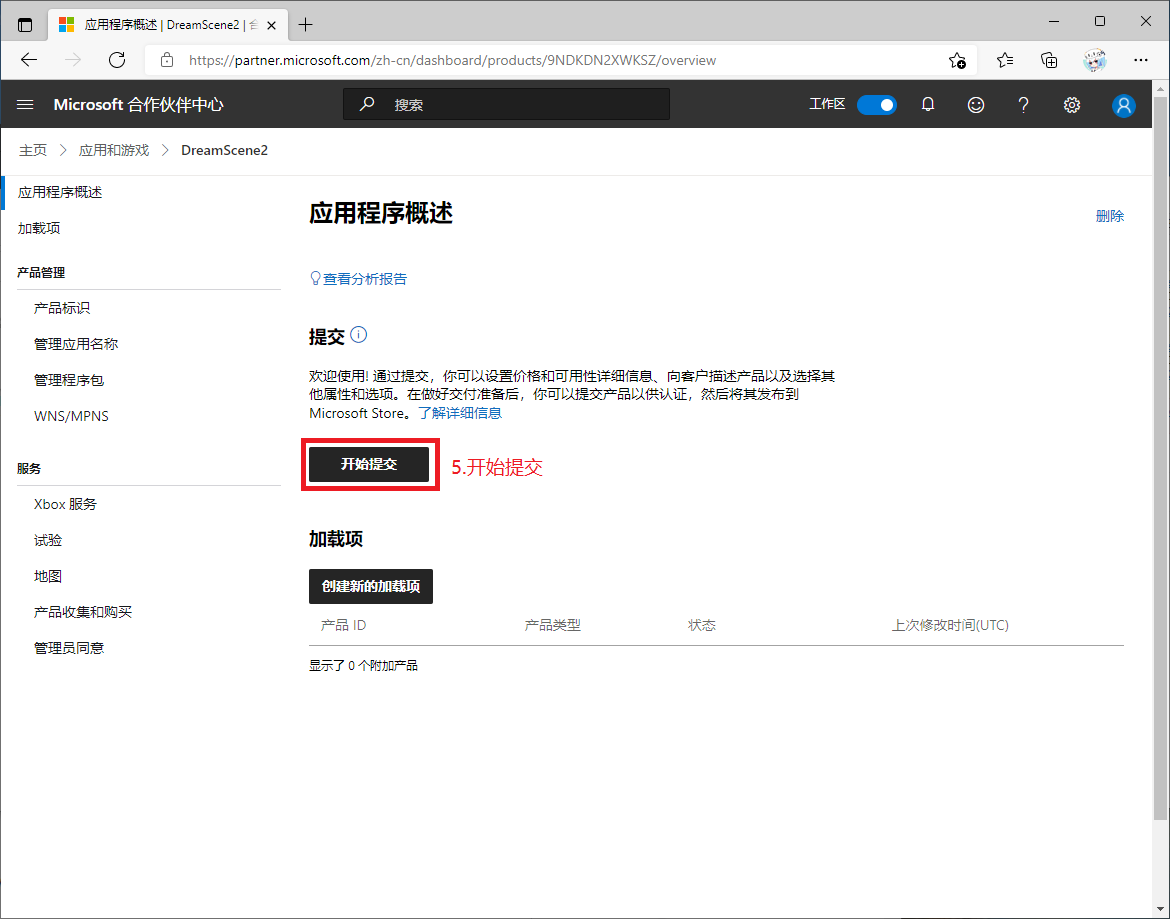 应用程序概述 | DreamScene2 | 合
https://partner.microsoft.com/zh-cn/dashboard/products/9NDKDN2XWKSZ/overview
Microsoft 合作伙伴中心
搜索
工作区
主页 > 应用和游戏 > DreamScene2
应用程序概述
加载项
产品管理
产品标识
管理应用名称
管理程序包
WNS/MPNS
服务
Xbox 服务
试验
地图
产品收集和购买
管理员同意
应用程序概述
删除
查看分析报告
提交
欢迎使用! 通过提交，你可以设置价格和可用性详细信息、向客户描述产品以及选择其
他属性和选项。在做好交付准备后，你可以提交产品以供认证，然后将其发布到
Microsoft Store。了解详细信息
开始提交
5.开始提交
加载项
创建新的加载项
产品 ID 产品类型 状态 上次修改时间(UTC)
显示了 0 个附加产品